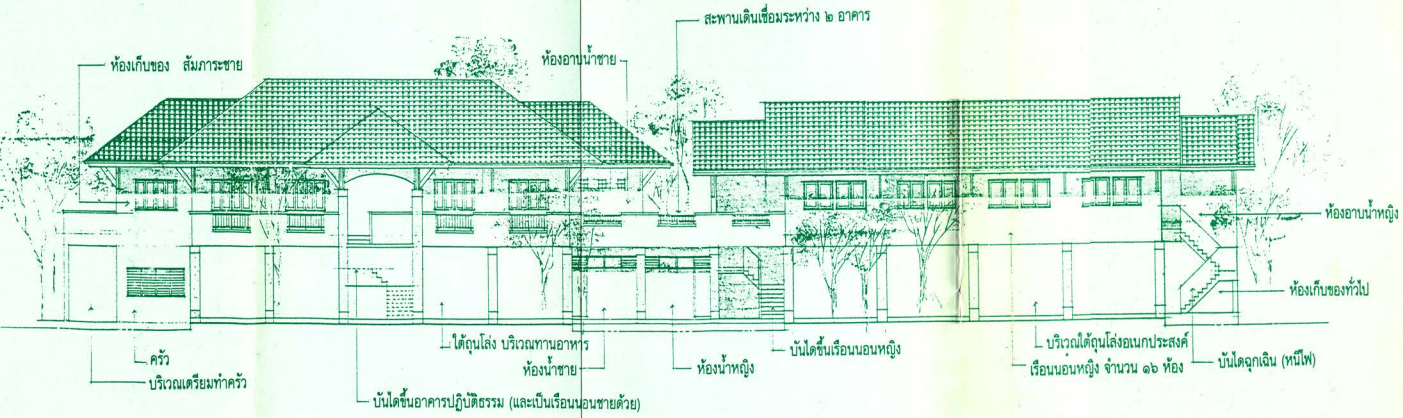 สะพานเดินเชื่อมระหว่าง ๒ อาคาร
ห้องเก็บของ สัมภาระชาย
ห้องอาบน้ำชาย
ห้องอาบน้ำหญิง
ห้องเก็บของทั่วไป
ครัว
บริเวณเตรียมทำครัว
ใต้ถุนโล่ง บริเวณทานอาหาร
บันไดขึ้นอาคารปฏิบัติธรรม (และเป็นเรือนนอนชายด้วย)
ห้องน้ำชาย
ห้องน้ำหญิง
บันไดขึ้นเรือนนอนหญิง
บริเวณใต้ถุนโล่งอเนกประสงค์
เรือนนอนหญิง จำนวน ๑๖ ห้อง
บันไดฉุกเฉิน (หนีไฟ)